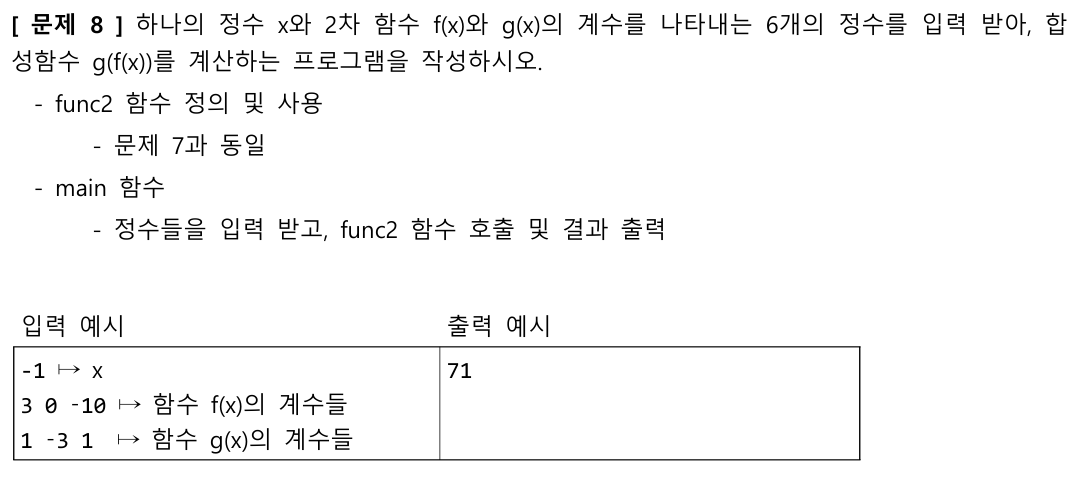 [ 문제 8 ] 하나의 정수 x와 2차 함수 f(x)와 g(x)의 계수를 나타내는 6개의 정수를 입력 받아, 합
성함수 g(f(x))를 계산하는 프로그램을 작성하시오.
- func2 함수 정의 및 사용
- 문제 7과 동일
- main 함수
- 정수들을 입력 받고, func2 함수 호출 및 결과 출력
입력 예시 출력 예시
-1 ↦ x 71
3 0 -10 ↦ 함수 f(x)의 계수들
1 -3 1 ↦ 함수 g(x)의 계수들